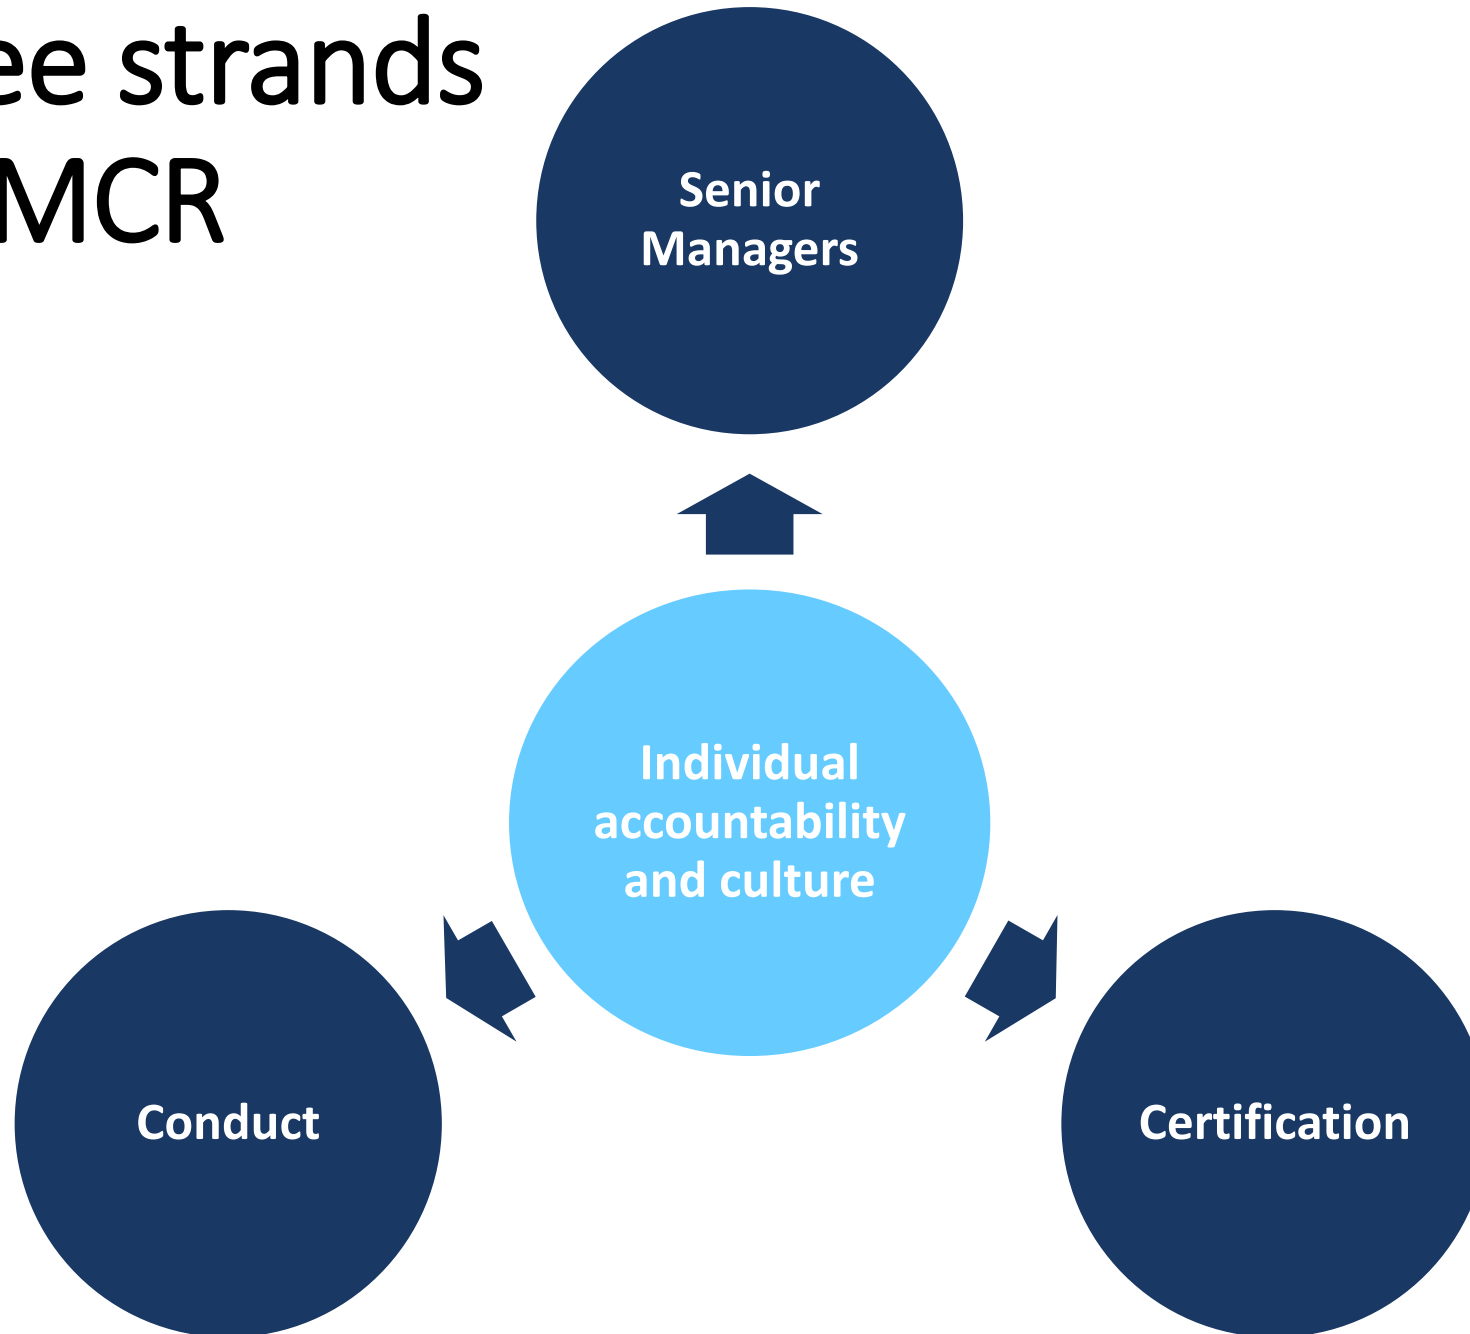 ee strands
MCR
Senior
Managers
Individual
accountability
and culture
Conduct
Certification